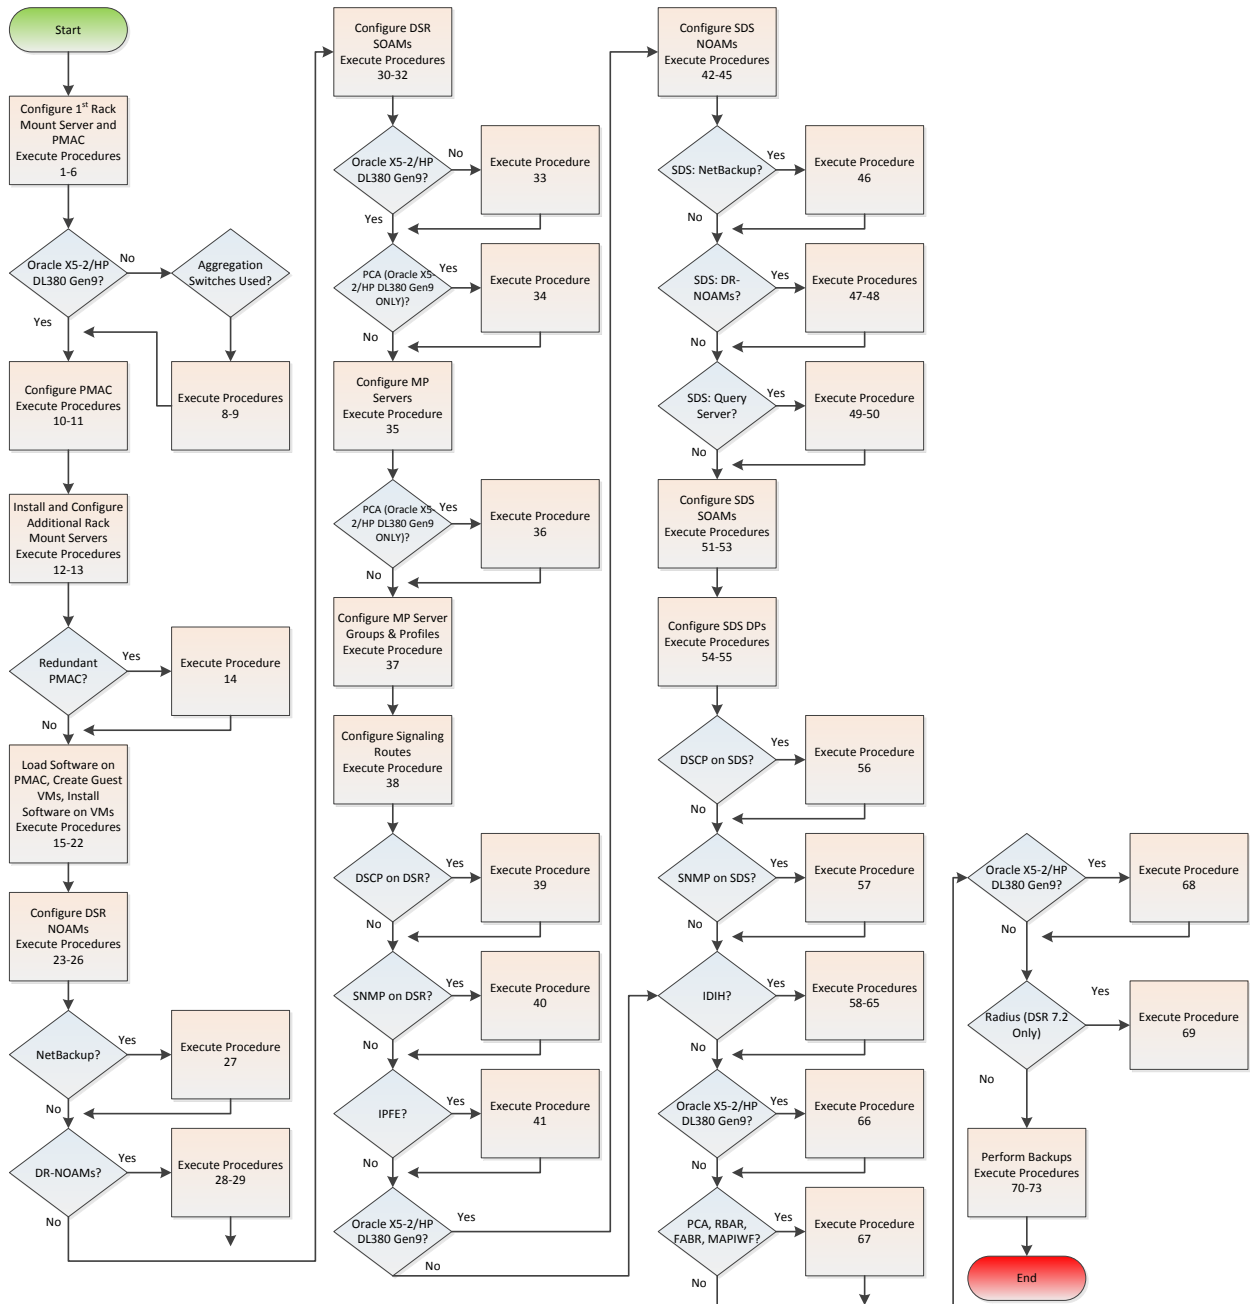 Start
Configure 1st Rack
Mount Server and
PMAC
Execute Procedures
1-6
Oracle X5-2/HP
DL380 Gen9?
No
Yes
Aggregation
Switches Used?
Configure PMAC
Execute Procedures
10-11
Execute Procedures
8-9
Install and Configure
Additional Rack
Mount Servers
Execute Procedures
12-13
Redundant
PMAC?
Yes
No
Execute Procedure
14
Load Software on
PMAC, Create Guest
VMs, Install
Software on VMs
Execute Procedures
15-22
Configure DSR
NOAMs
Execute Procedures
23-26
NetBackup?
Yes
No
Execute Procedure
27
DR-NOAMs?
Yes
No
Execute Procedures
28-29
Configure DSR
SOAMs
Execute Procedures
30-32
Oracle X5-2/HP
DL380 Gen9?
No
Yes
Execute Procedure
33
PCA (Oracle X5-
2/HP DL380 Gen9
ONLY)?
Yes
No
Execute Procedure
34
Configure MP
Servers
Execute Procedure
35
PCA (Oracle X5-
2/HP DL380 Gen9
ONLY)?
Yes
No
Execute Procedure
36
Configure MP Server
Groups & Profiles
Execute Procedure
37
Configure Signaling
Routes
Execute Procedure
38
DSCP on DSR?
Yes
No
Execute Procedure
39
SNMP on DSR?
Yes
No
Execute Procedure
40
IPFE?
Yes
No
Execute Procedure
41
Oracle X5-2/HP
DL380 Gen9?
Yes
No
Configure SDS
NOAMs
Execute Procedures
42-45
SDS: NetBackup?
Yes
No
Execute Procedure
46
SDS: DR-
NOAMs?
Yes
No
Execute Procedures
47-48
SDS: Query
Server?
Yes
No
Execute Procedure
49-50
Configure SDS
SOAMs
Execute Procedures
51-53
Configure SDS DPs
Execute Procedures
54-55
DSCP on SDS?
Yes
No
Execute Procedure
56
SNMP on SDS?
Yes
No
Execute Procedure
57
IDIH?
Yes
No
Execute Procedures
58-65
Oracle X5-2/HP
DL380 Gen9?
Yes
No
Execute Procedure
66
PCA, RBAR,
FABR, MAPIWF?
Yes
No
Execute Procedure
67
Oracle X5-2/HP
DL380 Gen9?
Yes
No
Execute Procedure
68
Radius (DSR 7.2
Only)
Yes
No
Execute Procedure
69
Perform Backups
Execute Procedures
70-73
End